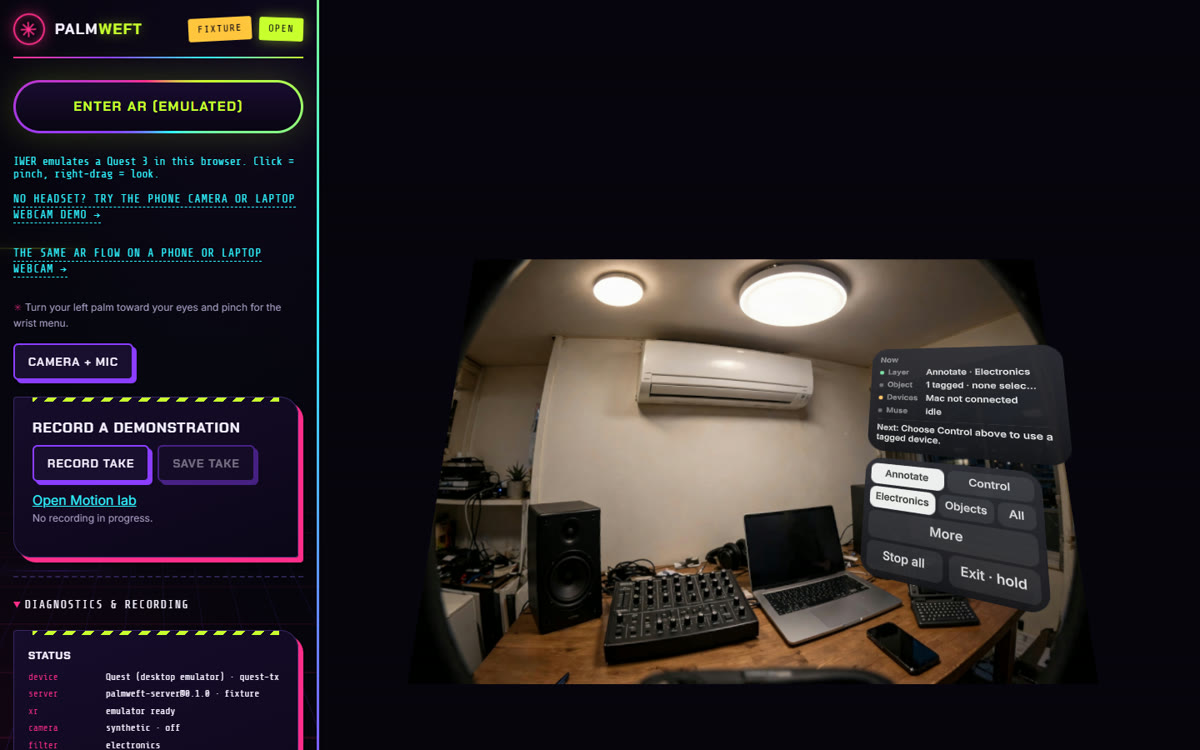 PALMWEFT
FIXTURE
OPEN
ENTER AR (EMULATED)
IWER emulates a Quest 3 in this browser. Click =
pinch, right-drag = look.
NO HEADSET? TRY THE PHONE CAMERA OR LAPTOP
WEBCAM DEMO →
THE SAME AR FLOW ON A PHONE OR LAPTOP
WEBCAM →
✳ Turn your left palm toward your eyes and pinch for the
wrist menu.
CAMERA + MIC
RECORD A DEMONSTRATION
RECORD TAKE
SAVE TAKE
Open Motion lab
No recording in progress.
▼ DIAGNOSTICS & RECORDING
STATUS
device Quest (desktop emulator) · quest-tx
server palmweft-server@0.1.0 · fixture
xr emulator ready
camera synthetic · off
filter electronics
Now
Layer Annotate · Electronics
Object 1 tagged · none selec...
Devices Mac not connected
Muse idle
Next: Choose Control above to use a
tagged device.
Annotate
Control
Electronics
Objects
All
More
Stop all
Exit · hold